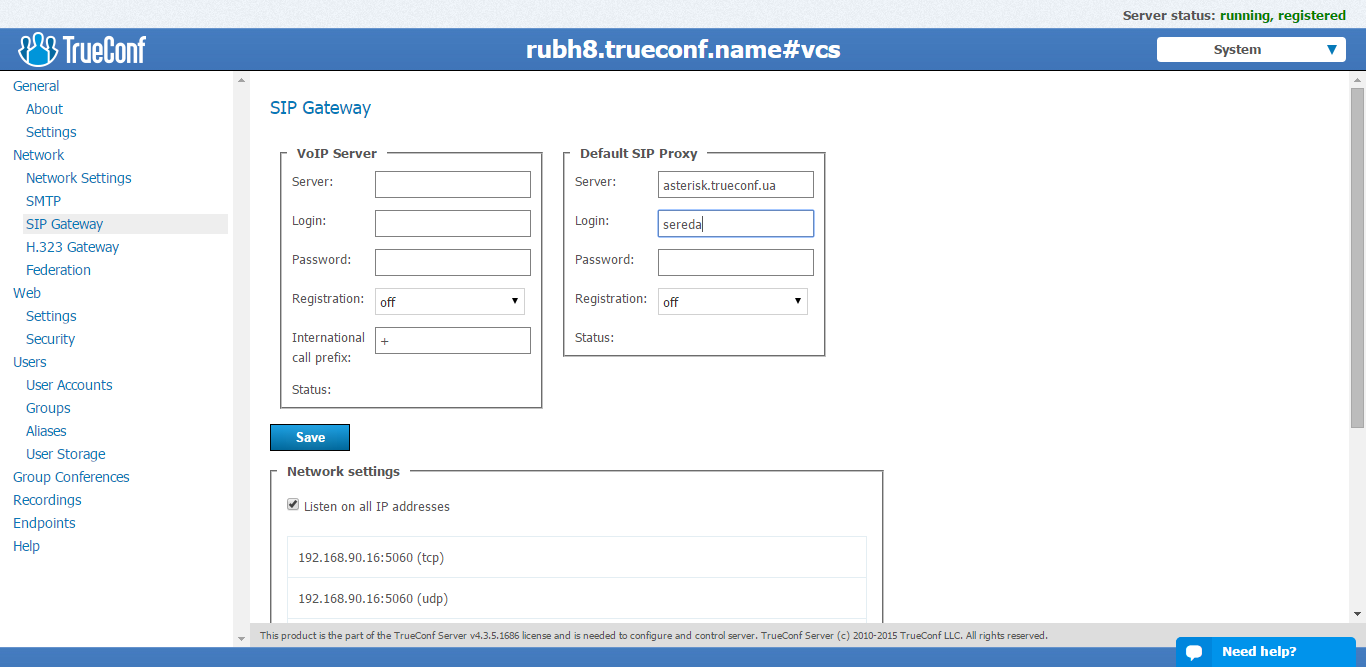 Server status: running, registered
TrueConf
rubh8.trueconf.name#vcs
System
General
About
Settings
Network
Network Settings
SMTP
SIP Gateway
H.323 Gateway
Federation
Web
Settings
Security
Users
User Accounts
Groups
Aliases
User Storage
Group Conferences
Recordings
Endpoints
Help
SIP Gateway
VoIP Server
Server:
Login:
Password:
Registration: off
International
call prefix: +
Status:
Default SIP Proxy
Server: asterisk.trueconf.ua
Login: sereda
Password:
Registration: off
Status:
Save
Network settings
Listen on all IP addresses
192.168.90.16:5060 (tcp)
192.168.90.16:5060 (udp)
This product is the part of the TrueConf Server v4.3.5.1686 license and is needed to configure and control server. TrueConf Server (c) 2010-2015 TrueConf LLC. All rights reserved.
Need help?